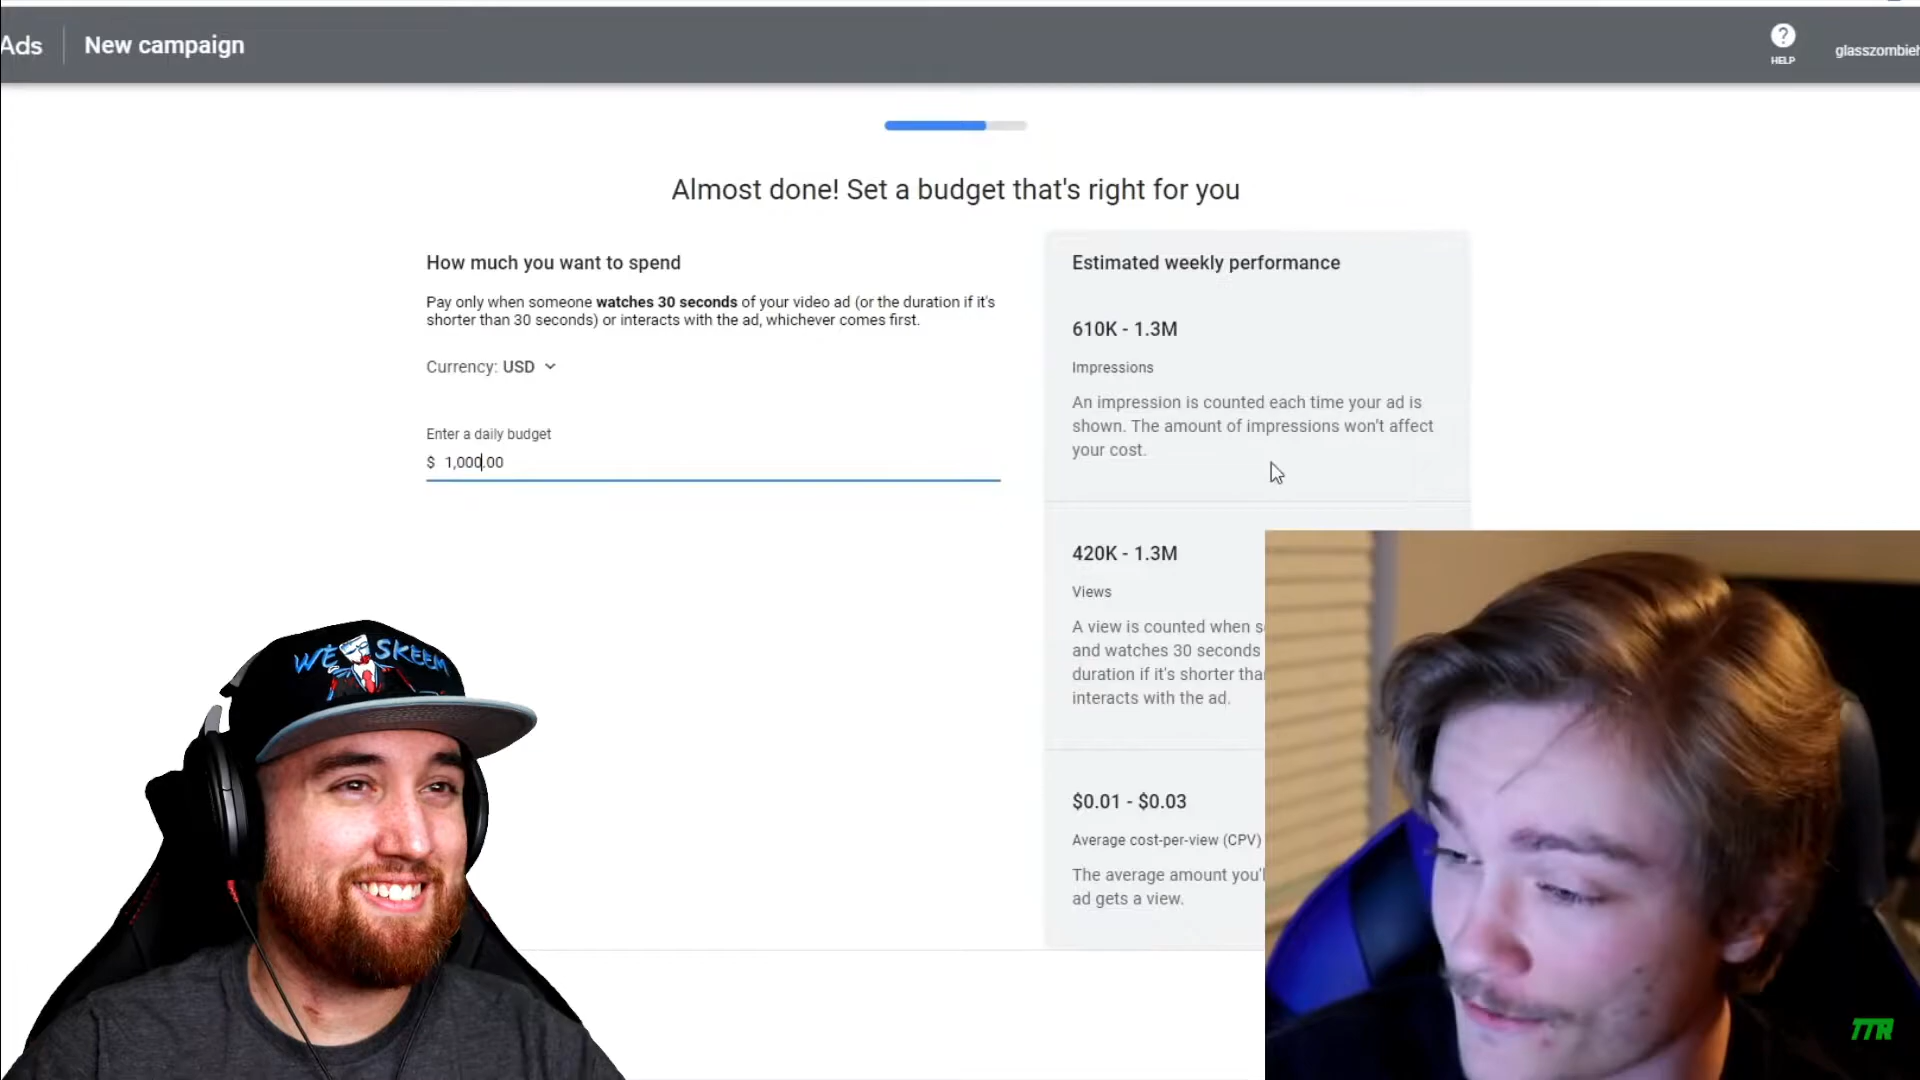 Ads
New campaign
HELP
glasszombieh
Almost done! Set a budget that's right for you
How much you want to spend
Pay only when someone watches 30 seconds of your video ad (or the duration if it's
shorter than 30 seconds) or interacts with the ad, whichever comes first.
Currency: USD
Enter a daily budget
$ 1,000.00
Estimated weekly performance
610K - 1.3M
Impressions
An impression is counted each time your ad is
shown. The amount of impressions won't affect
your cost.
420K - 1.3M
Views
A view is counted when s
and watches 30 seconds
duration if it's shorter tha
interacts with the ad.
$0.01 - $0.03
Average cost-per-view (CPV)
The average amount you'l
ad gets a view.
WE SKEEM
TTR